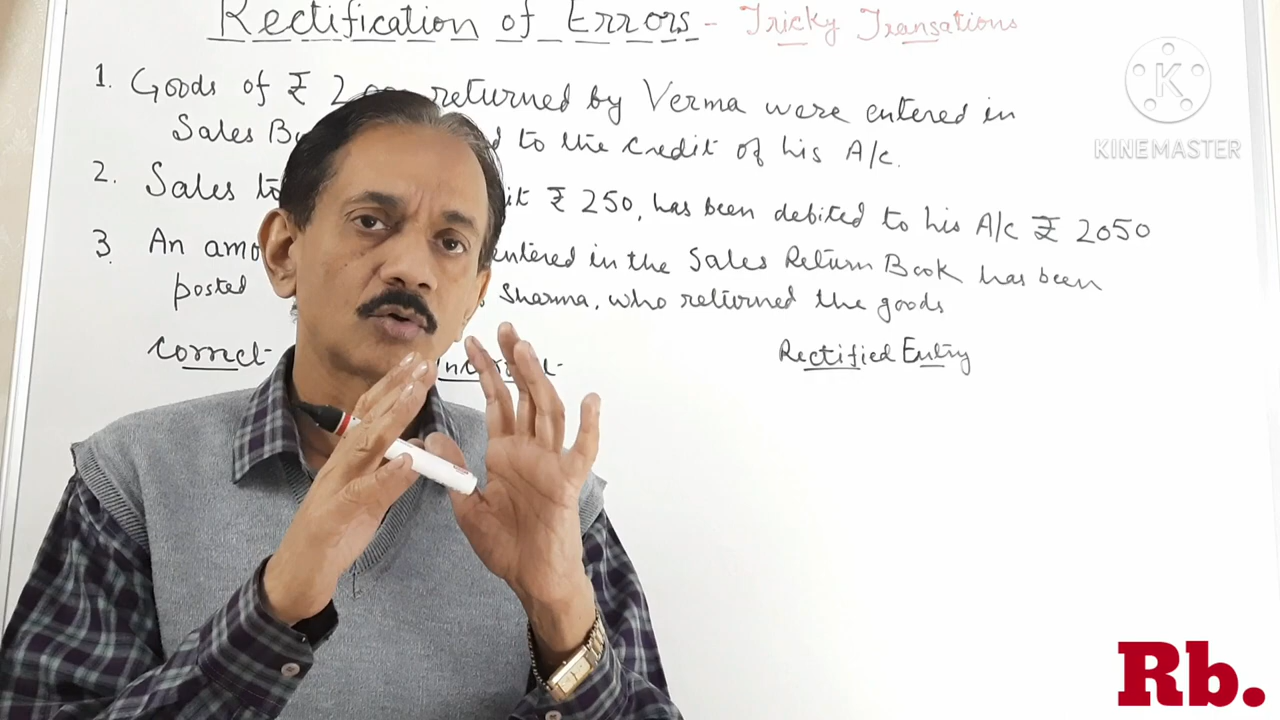 Rectification of Errors - Tricky Transations
1. Goods of ₹ returned by Verma were entered in
Sales to the credit of his A/c.
2. Sales ₹ 250, has been debited to his A/c ₹ 2050
3. An entered in the Sales Return Book has been
posted Sharma, who returned the goods
Correct Rectified Entry
K
KINEMASTER
Rb.